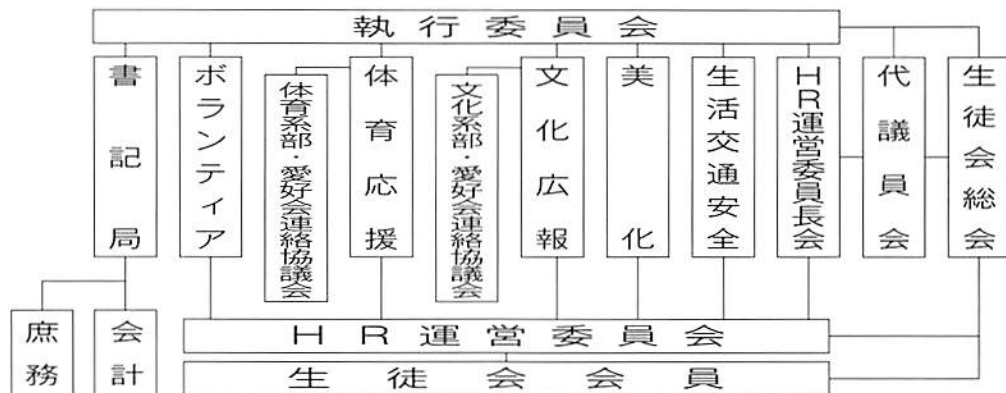 執行委員会
書記局
ボランティア
体育系部・愛好会連絡協議会
体育応援
文化系部・愛好会連絡協議会
文化広報
美化
生活交通安全
HR運営委員長会
代議員会
生徒会総会
庶務
会計
HR運営委員会
生徒会会員